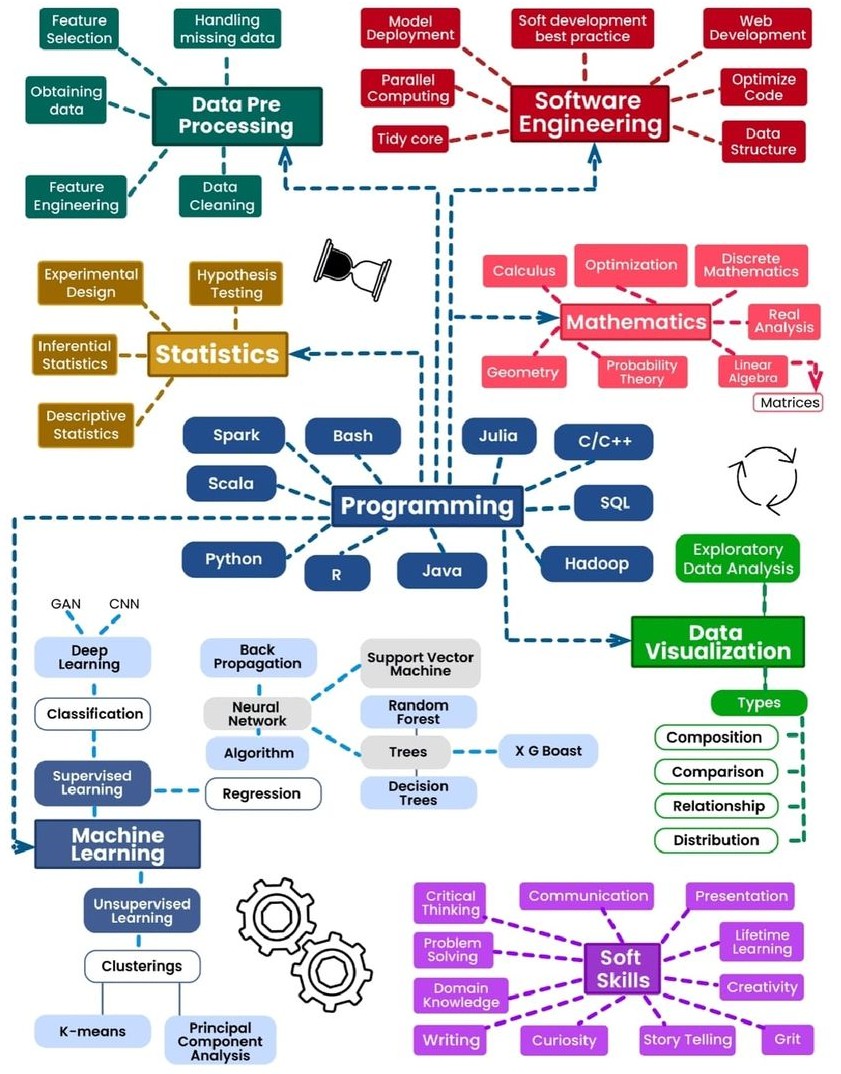 Feature
Selection
Handling
missing data
Obtaining
data
Data Pre
Processing
Feature
Engineering
Data
Cleaning
Model
Deployment
Soft development
best practice
Web
Development
Parallel
Computing
Software
Engineering
Optimize
Code
Tidy core
Data
Structure
Experimental
Design
Hypothesis
Testing
Inferential
Statistics
Statistics
Descriptive
Statistics
Calculus
Optimization
Discrete
Mathematics
Mathematics
Real
Analysis
Geometry
Probability
Theory
Linear
Algebra
Matrices
Spark
Bash
Julia
C/C++
Scala
Programming
SQL
Python
R
Java
Hadoop
Exploratory
Data Analysis
Data
Visualization
Types
Composition
Comparison
Relationship
Distribution
GAN
CNN
Deep
Learning
Classification
Supervised
Learning
Regression
Back
Propagation
Neural
Network
Algorithm
Support Vector
Machine
Random
Forest
Trees
X G Boast
Decision
Trees
Machine
Learning
Unsupervised
Learning
Clusterings
K-means
Principal
Component
Analysis
Critical
Thinking
Communication
Presentation
Problem
Solving
Soft
Skills
Lifetime
Learning
Domain
Knowledge
Creativity
Writing
Curiosity
Story Telling
Grit